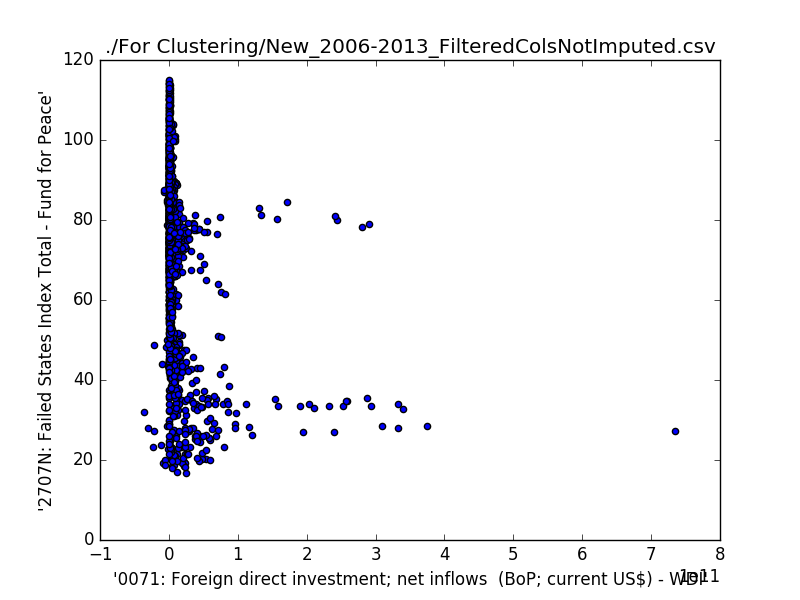 ./For Clustering/New_2006-2013_FilteredColsNotImputed.csv
'2707N: Failed States Index Total - Fund for Peace'
120
100
80
60
40
20
0
−1 0 1 2 3 4 5 6 7 8
1e11
'0071: Foreign direct investment; net inflows (BoP; current US$) - WDI'